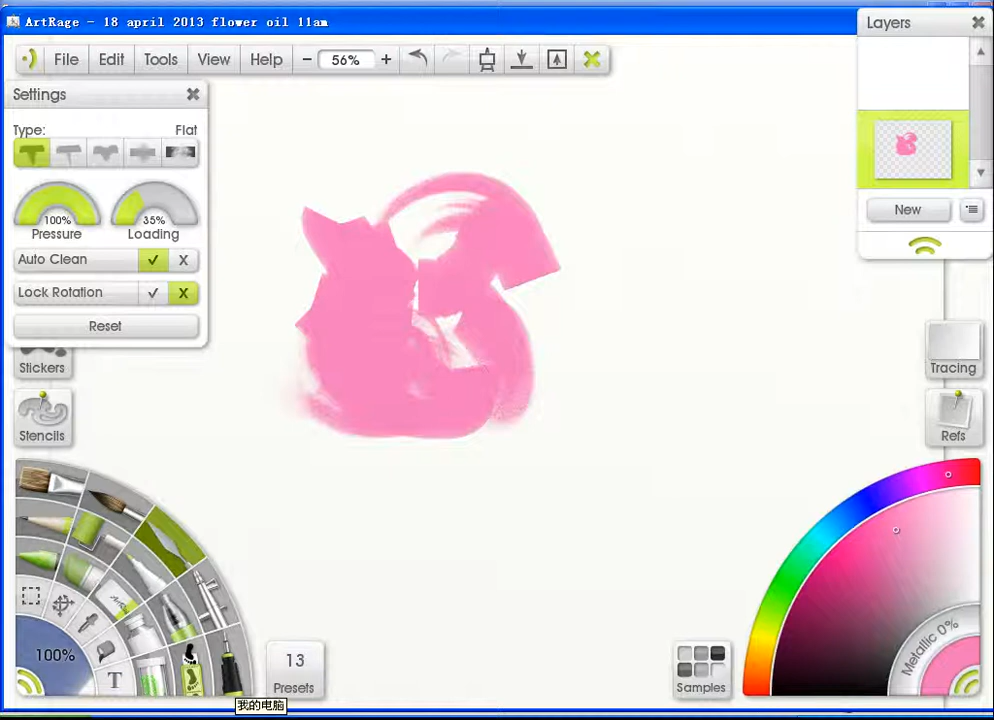 ArtRage - 18 april 2013 flower oil 11am
Layers
File Edit Tools View Help - 56% +
Settings
Type: Flat
100% 35%
Pressure Loading
Auto Clean
Lock Rotation
Reset
New
Stickers
Stencils
Tracing
Refs
100%
T
13
Presets
Samples
Metallic 0%
我的电脑